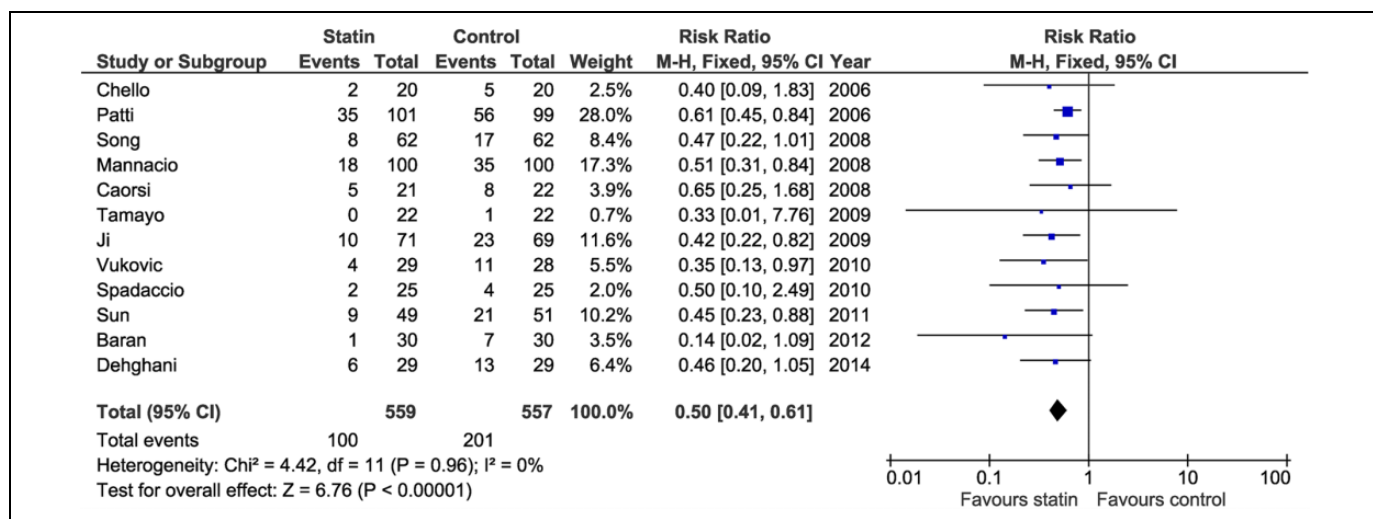 Statin Control Risk Ratio Risk Ratio
Study or Subgroup Events Total Events Total Weight M-H, Fixed, 95% CI Year M-H, Fixed, 95% CI
Chello 2 20 5 20 2.5% 0.40 [0.09, 1.83] 2006
Patti 35 101 56 99 28.0% 0.61 [0.45, 0.84] 2006
Song 8 62 17 62 8.4% 0.47 [0.22, 1.01] 2008
Mannacio 18 100 35 100 17.3% 0.51 [0.31, 0.84] 2008
Caorsi 5 21 8 22 3.9% 0.65 [0.25, 1.68] 2008
Tamayo 0 22 1 22 0.7% 0.33 [0.01, 7.76] 2009
Ji 10 71 23 69 11.6% 0.42 [0.22, 0.82] 2009
Vukovic 4 29 11 28 5.5% 0.35 [0.13, 0.97] 2010
Spadaccio 2 25 4 25 2.0% 0.50 [0.10, 2.49] 2010
Sun 9 49 21 51 10.2% 0.45 [0.23, 0.88] 2011
Baran 1 30 7 30 3.5% 0.14 [0.02, 1.09] 2012
Dehghani 6 29 13 29 6.4% 0.46 [0.20, 1.05] 2014
Total (95% CI) 559 557 100.0% 0.50 [0.41, 0.61]
Total events 100 201
Heterogeneity: Chi² = 4.42, df = 11 (P = 0.96); I² = 0%
Test for overall effect: Z = 6.76 (P < 0.00001)
0.01 0.1 1 10 100
Favours statin Favours control